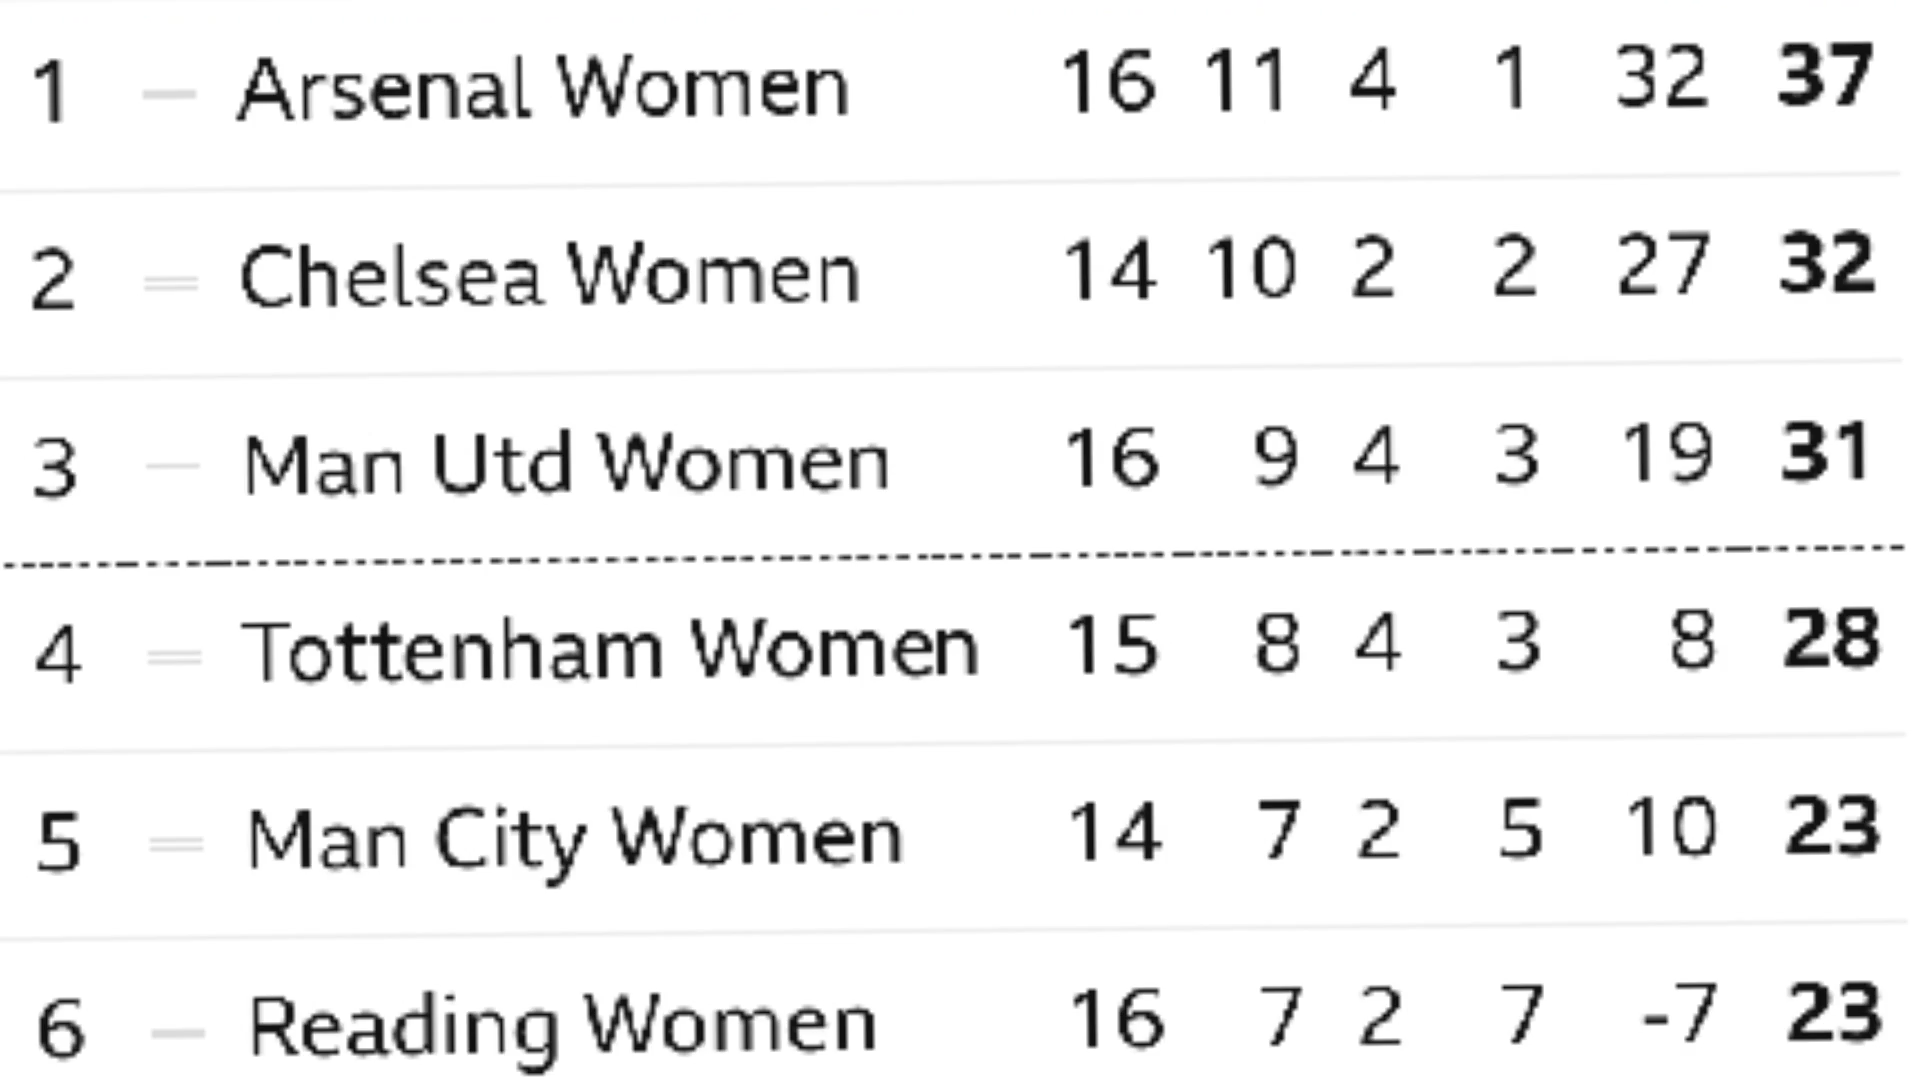 1 – Arsenal Women 16 11 4 1 32 37
2 = Chelsea Women 14 10 2 2 27 32
3 – Man Utd Women 16 9 4 3 19 31
4 = Tottenham Women 15 8 4 3 8 28
5 = Man City Women 14 7 2 5 10 23
6 – Reading Women 16 7 2 7 -7 23